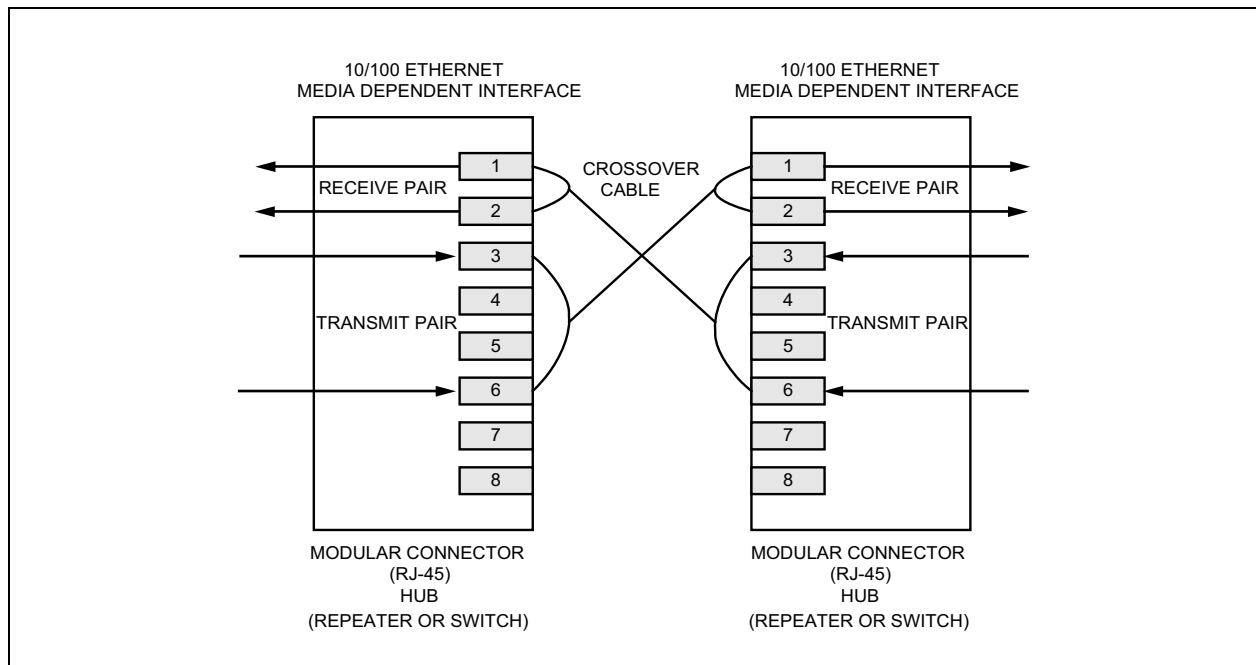 10/100 ETHERNET
MEDIA DEPENDENT INTERFACE
10/100 ETHERNET
MEDIA DEPENDENT INTERFACE
1
RECEIVE PAIR
2
3
4
TRANSMIT PAIR
5
6
7
8
CROSSOVER
CABLE
1
RECEIVE PAIR
2
3
4
TRANSMIT PAIR
5
6
7
8
MODULAR CONNECTOR
(RJ-45)
HUB
(REPEATER OR SWITCH)
MODULAR CONNECTOR
(RJ-45)
HUB
(REPEATER OR SWITCH)